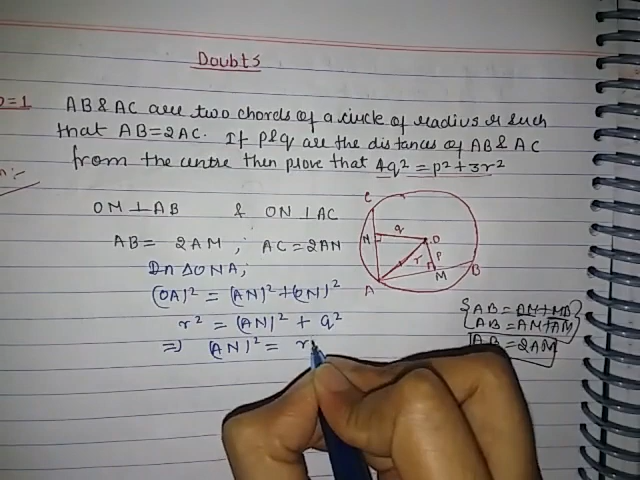 Doubts
Q=1 AB & AC are two chords of a circle of radius r such
that AB=2AC. If p&q are the distances of AB & AC
from the centre then prove that 4q² = p²+3r²
n:-
OM⊥AB & ON⊥AC
AB= 2AM ; AC=2AN
In ΔONA;
(OA)² = (AN)²+(ON)²
r² = (AN)² + q²
⇒ (AN)² = r
C
q
N
O
r
P
A
M
B
AB= AM+MB
AB= AM+AM
AB=2AM